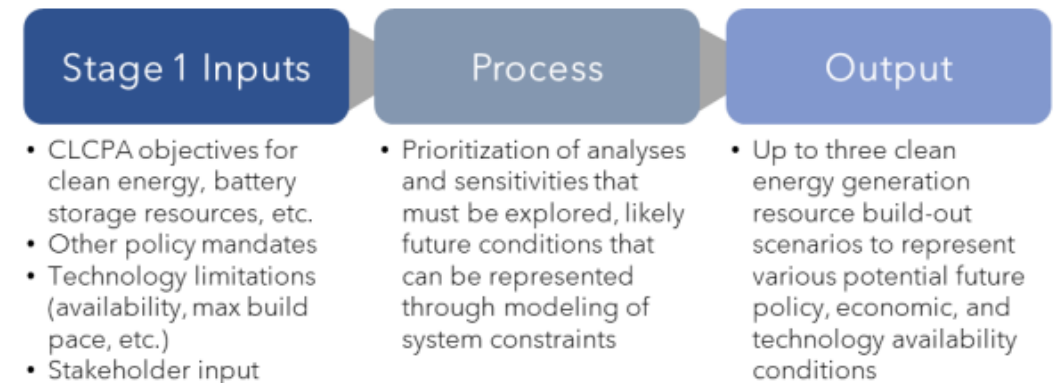 Stage 1 Inputs
• CLCPA objectives for
clean energy, battery
storage resources, etc.
• Other policy mandates
• Technology limitations
(availability, max build
pace, etc.)
• Stakeholder input
Process
• Prioritization of analyses
and sensitivities that
must be explored, likely
future conditions that
can be represented
through modeling of
system constraints
Output
• Up to three clean
energy generation
resource build-out
scenarios to represent
various potential future
policy, economic, and
technology availability
conditions